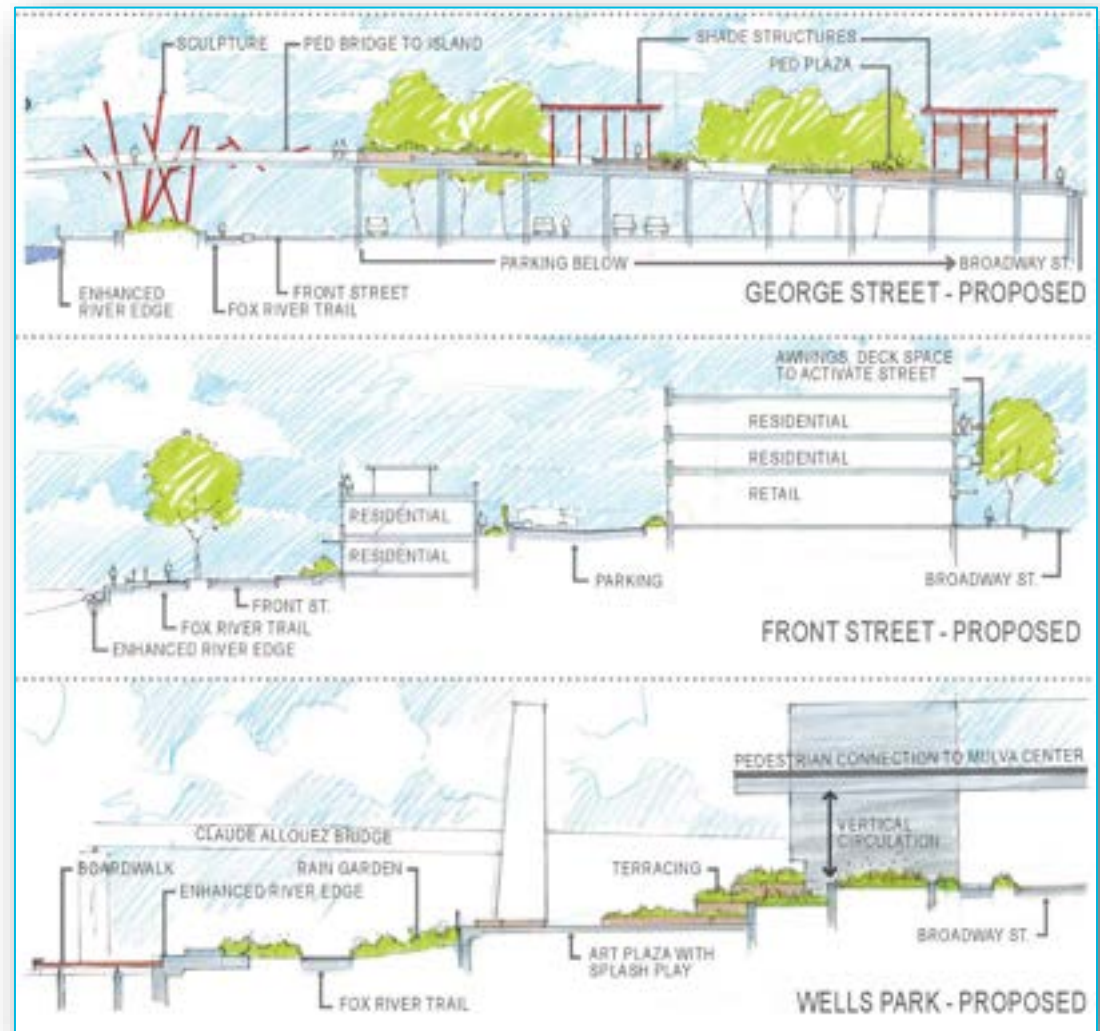 SCULPTURE
PED BRIDGE TO ISLAND
SHADE STRUCTURES
PED PLAZA
PARKING BELOW
BROADWAY ST.
ENHANCED
RIVER EDGE
FRONT STREET
FOX RIVER TRAIL
GEORGE STREET - PROPOSED
AWNINGS, DECK SPACE
TO ACTIVATE STREET
RESIDENTIAL
RESIDENTIAL
RETAIL
RESIDENTIAL
RESIDENTIAL
PARKING
BROADWAY ST.
FRONT ST.
FOX RIVER TRAIL
ENHANCED RIVER EDGE
FRONT STREET - PROPOSED
PEDESTRIAN CONNECTION TO MULVA CENTER
VERTICAL
CIRCULATION
CLAUDE ALLOUEZ BRIDGE
BOARDWALK
RAIN GARDEN
TERRACING
ENHANCED RIVER EDGE
BROADWAY ST.
ART PLAZA WITH
SPLASH PLAY
FOX RIVER TRAIL
WELLS PARK - PROPOSED